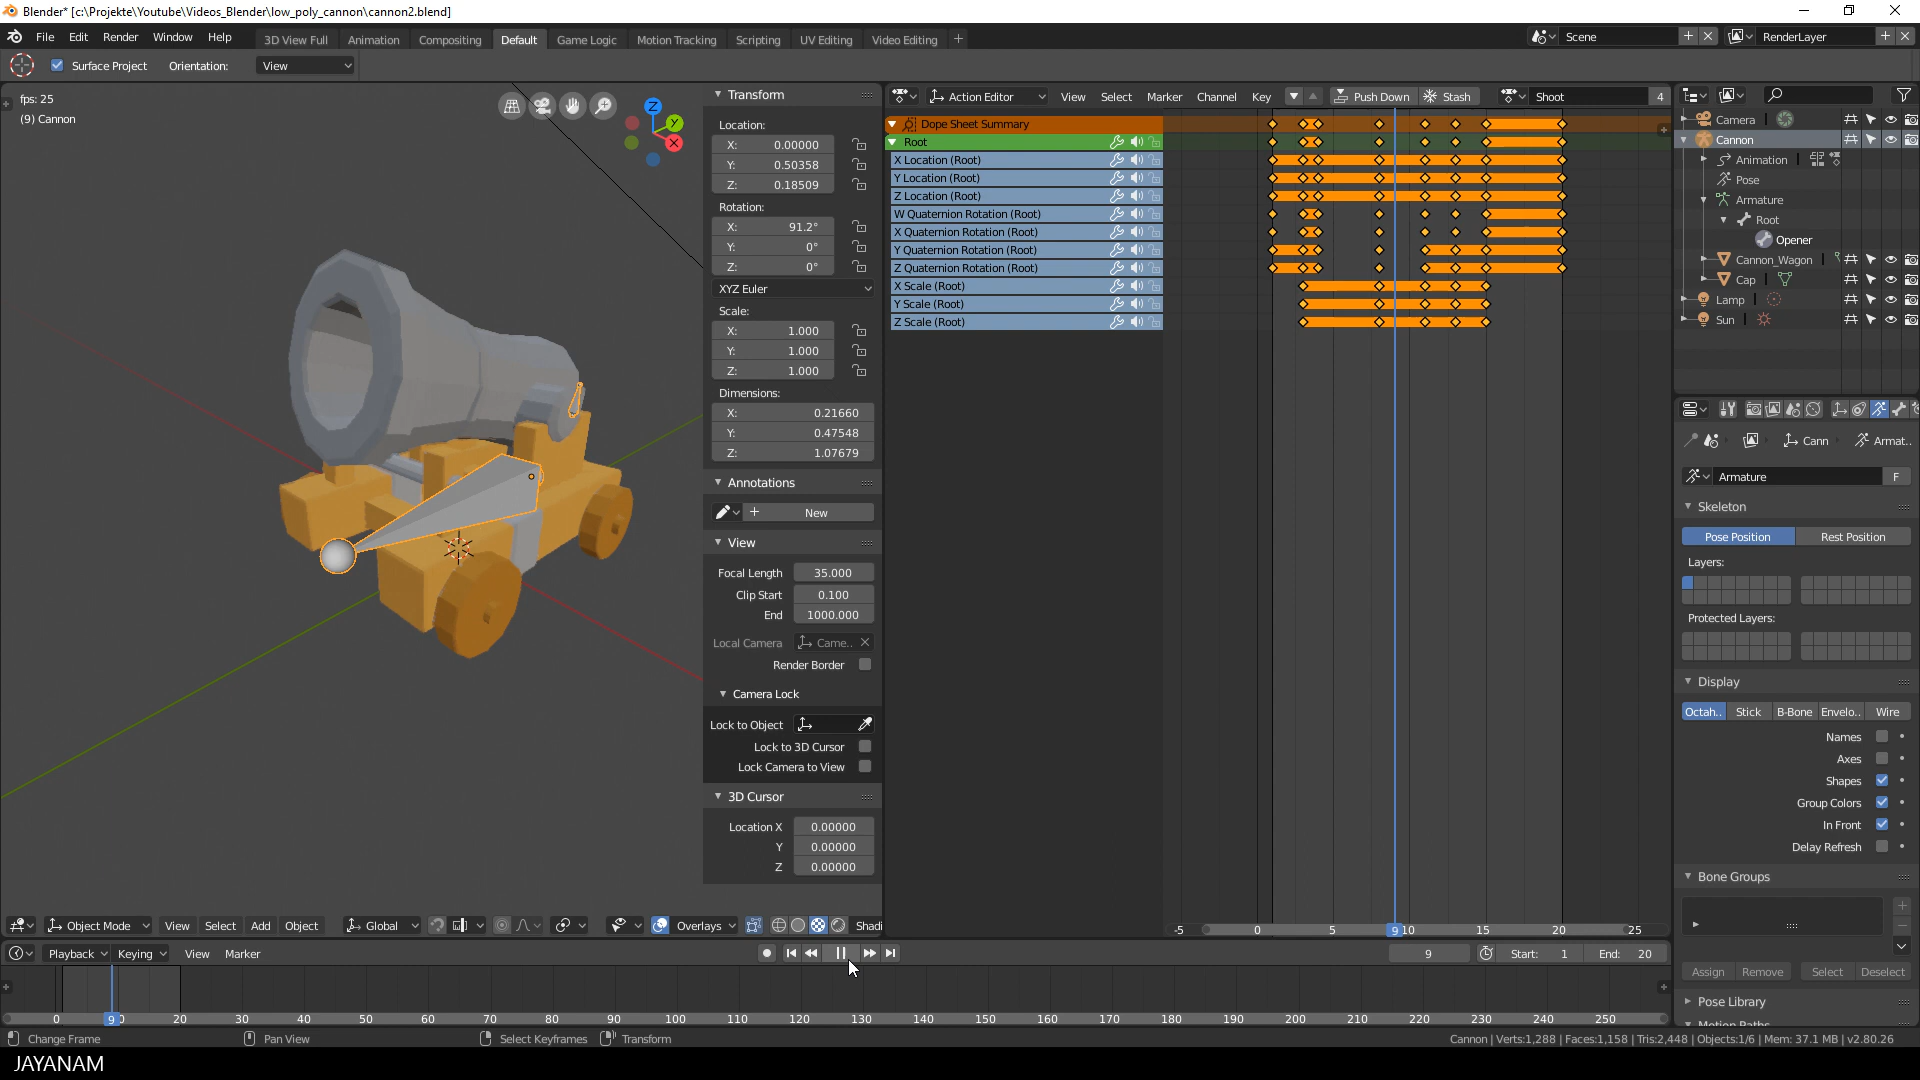 Blender* [c:\Projekte\Youtube\Videos_Blender\low_poly_cannon\cannon2.blend]
File Edit Render Window Help 3D View Full Animation Compositing Default Game Logic Motion Tracking Scripting UV Editing Video Editing + Scene RenderLayer
Surface Project Orientation: View
fps: 25
(9) Cannon
Z
Y
X
Transform
Location:
X: 0.00000
Y: 0.50358
Z: 0.18509
Rotation:
X: 91.2°
Y: 0°
Z: 0°
XYZ Euler
Scale:
X: 1.000
Y: 1.000
Z: 1.000
Dimensions:
X: 0.21660
Y: 0.47548
Z: 1.07679
Annotations
New
View
Focal Length 35.000
Clip Start 0.100
End 1000.000
Local Camera Came..
Render Border
Camera Lock
Lock to Object
Lock to 3D Cursor
Lock Camera to View
3D Cursor
Location X 0.00000
Y 0.00000
Z 0.00000
Object Mode View Select Add Object Global Overlays Shadi
Action Editor View Select Marker Channel Key Push Down Stash Shoot 4
Dope Sheet Summary
Root
X Location (Root)
Y Location (Root)
Z Location (Root)
W Quaternion Rotation (Root)
X Quaternion Rotation (Root)
Y Quaternion Rotation (Root)
Z Quaternion Rotation (Root)
X Scale (Root)
Y Scale (Root)
Z Scale (Root)
-5 0 5 9 10 15 20 25
Camera
Cannon
Animation
Pose
Armature
Root
Opener
Cannon_Wagon
Cap
Lamp
Sun
Cann Armat..
Armature F
Skeleton
Pose Position Rest Position
Layers:
Protected Layers:
Display
Octah.. Stick B-Bone Envelo.. Wire
Names
Axes
Shapes
Group Colors
In Front
Delay Refresh
Bone Groups
Assign Remove Select Deselect
Pose Library
Motion Paths
Playback Keying View Marker 9 Start: 1 End: 20
0 9 20 30 40 50 60 70 80 90 100 110 120 130 140 150 160 170 180 190 200 210 220 230 240 250
Change Frame Pan View Select Keyframes Transform Cannon | Verts:1,288 | Faces:1,158 | Tris:2,448 | Objects:1/6 | Mem: 37.1 MB | v2.80.26
JAYANAM